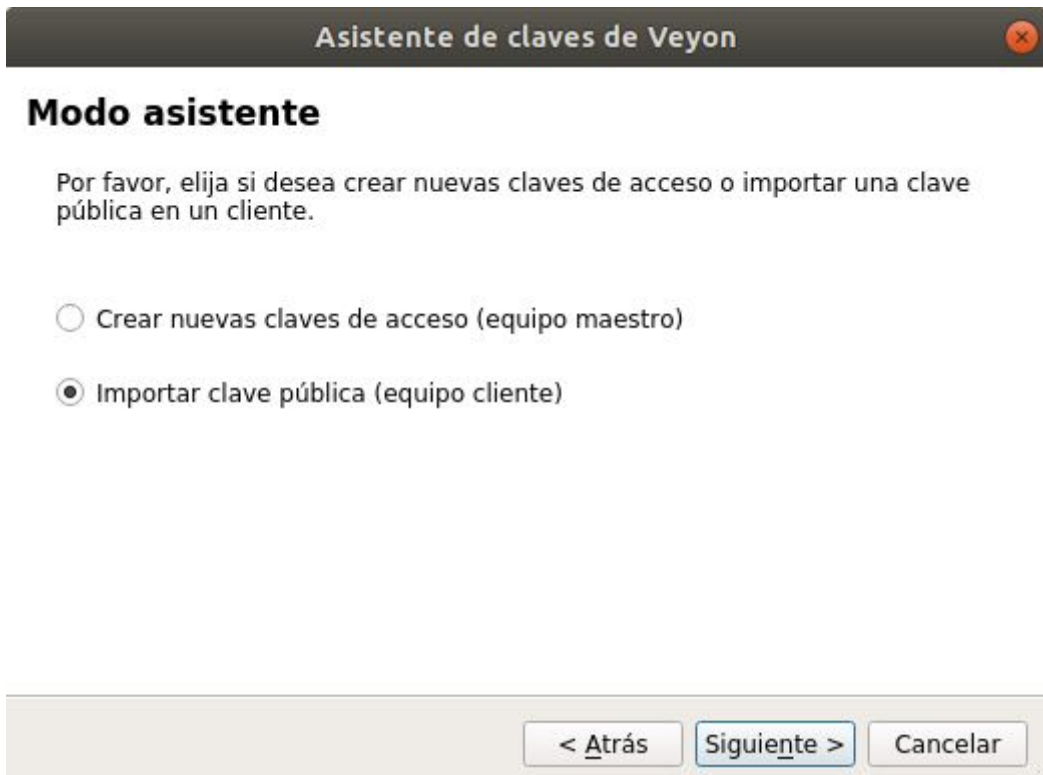 Asistente de claves de Veyon
Modo asistente
Por favor, elija si desea crear nuevas claves de acceso o importar una clave
pública en un cliente.
Crear nuevas claves de acceso (equipo maestro)
Importar clave pública (equipo cliente)
< Atrás Siguiente > Cancelar